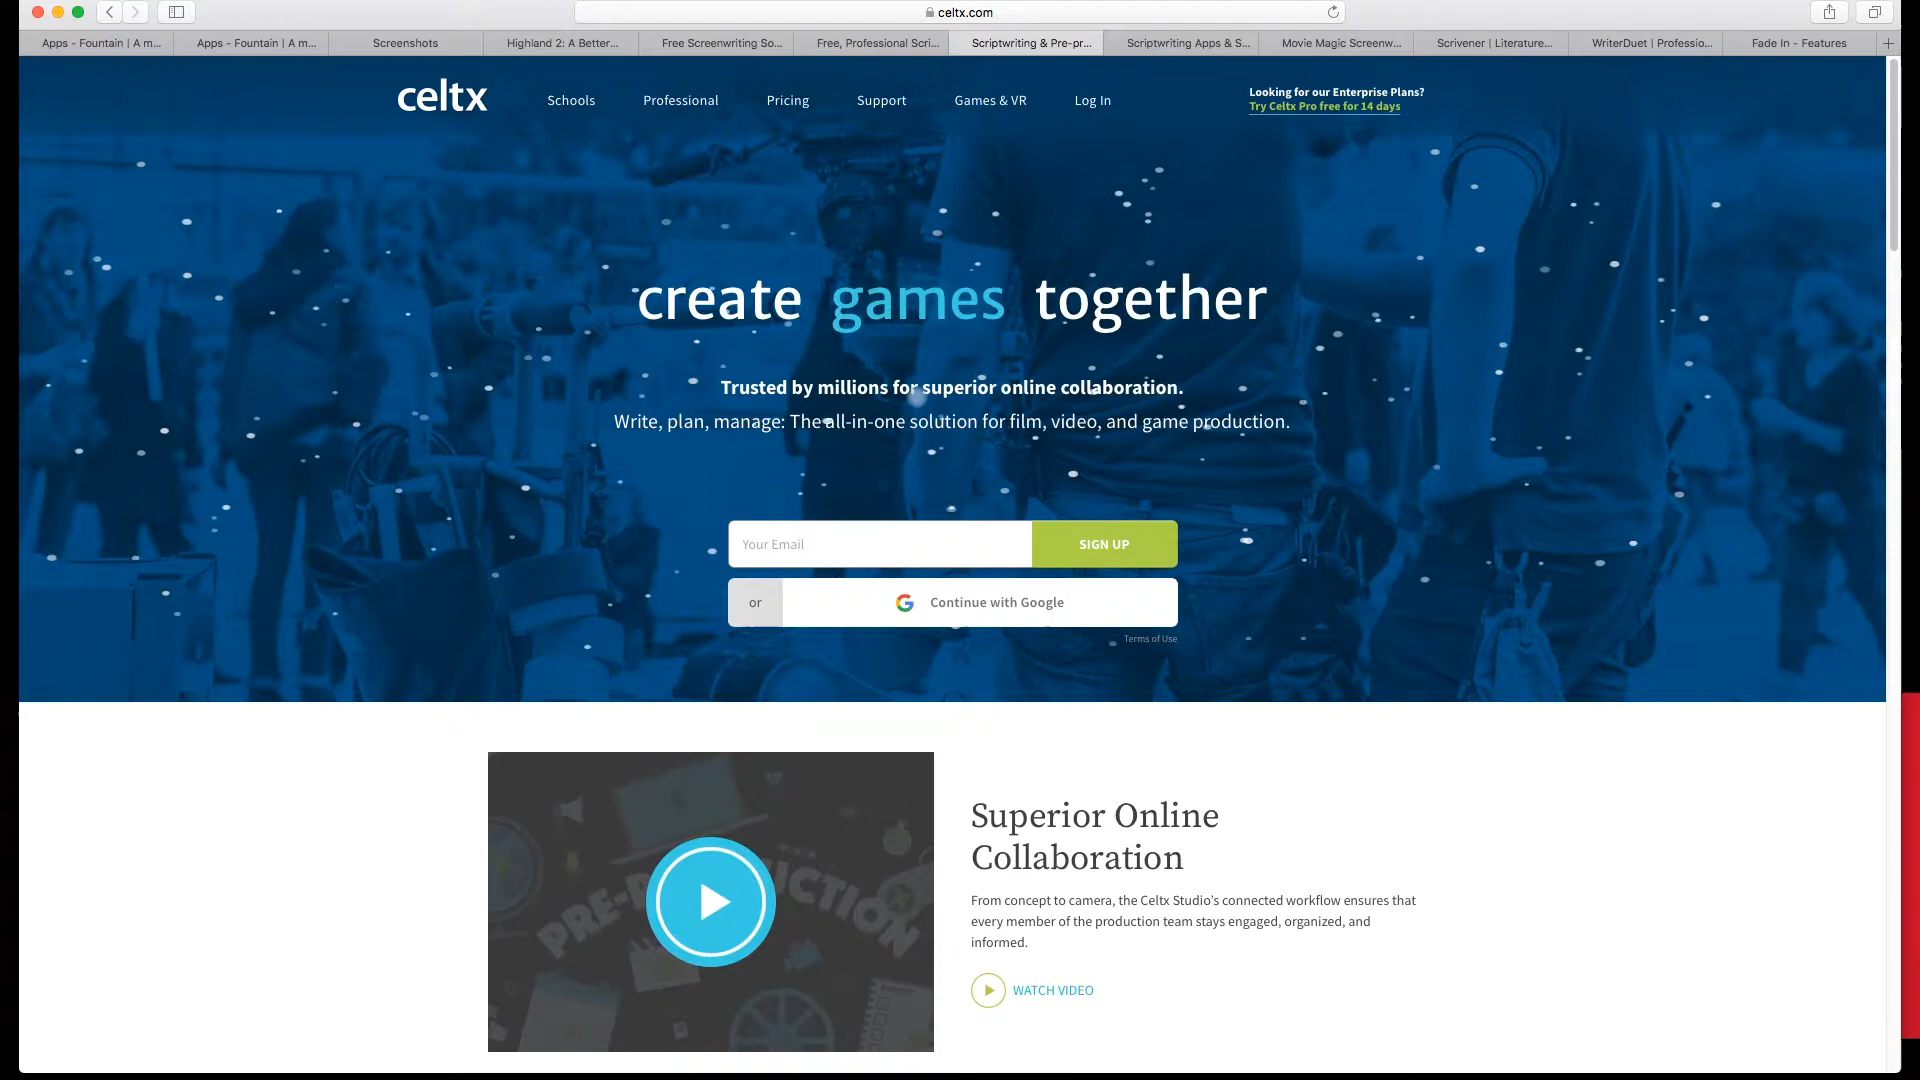 celtx.com
Apps - Fountain | A m...
Apps - Fountain | A m...
Screenshots
Highland 2: A Better...
Free Screenwriting So...
Free, Professional Scri...
Scriptwriting & Pre-pr...
Scriptwriting Apps & S...
Movie Magic Screenw...
Scrivener | Literature...
WriterDuet | Professio...
Fade In - Features
celtx
Schools
Professional
Pricing
Support
Games & VR
Log In
Looking for our Enterprise Plans?
Try Celtx Pro free for 14 days
create games together
Trusted by millions for superior online collaboration.
Write, plan, manage: The all-in-one solution for film, video, and game production.
Your Email
SIGN UP
or
Continue with Google
Terms of Use
Superior Online
Collaboration
From concept to camera, the Celtx Studio's connected workflow ensures that
every member of the production team stays engaged, organized, and
informed.
WATCH VIDEO